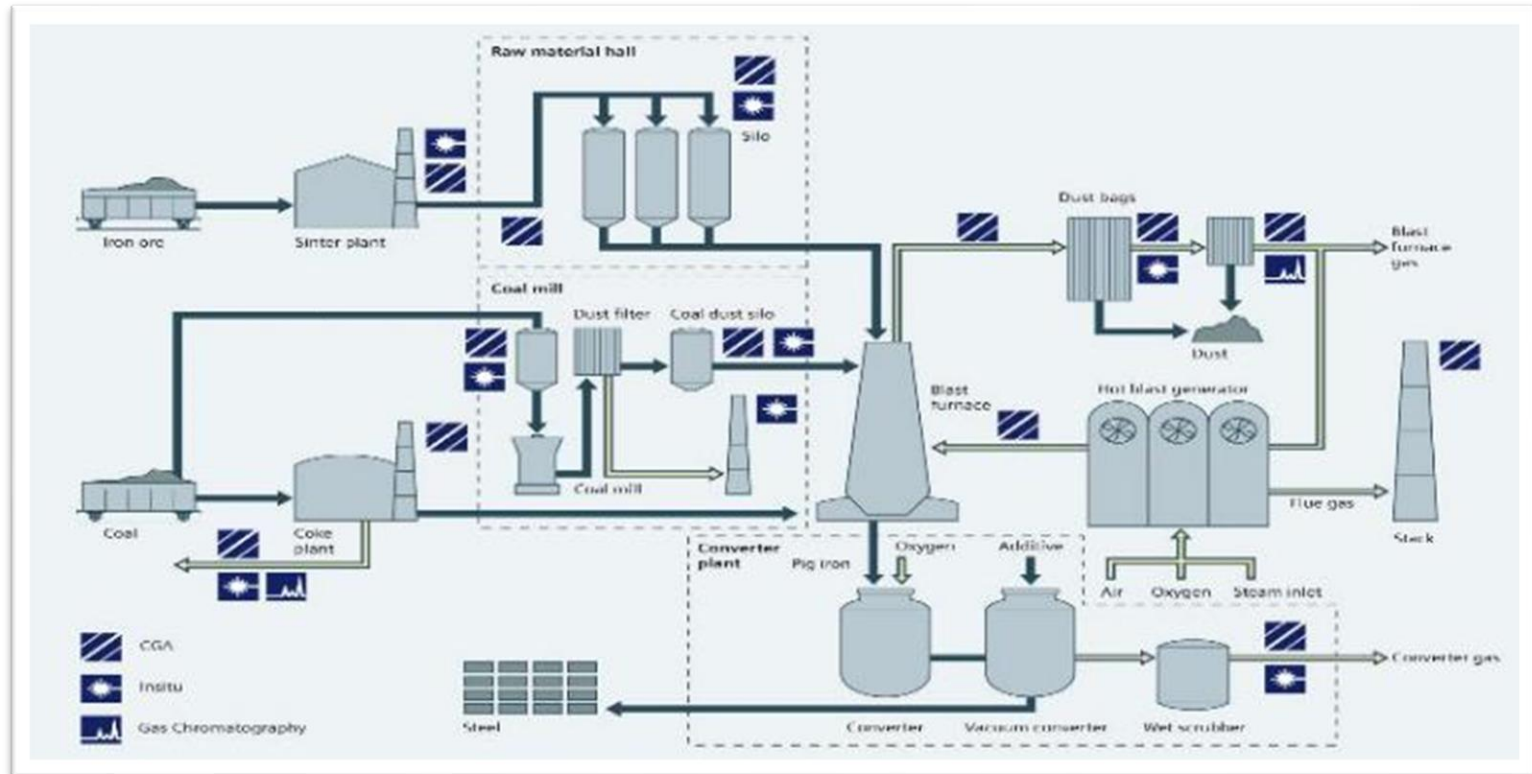 Raw material hall
Silo
Iron ore
Sinter plant
Dust bags
Blast
furnace
gas
Dust
Coal mill
Dust filter
Coal dust silo
Coal mill
Blast
furnace
Hot blast generator
Flue gas
Stack
Coal
Coke
plant
Converter
plant
Pig iron
Oxygen
Additive
Air
Oxygen
Steam inlet
Converter gas
Converter
Vacuum converter
Wet scrubber
Steel
CGA
Insitu
Gas Chromatography